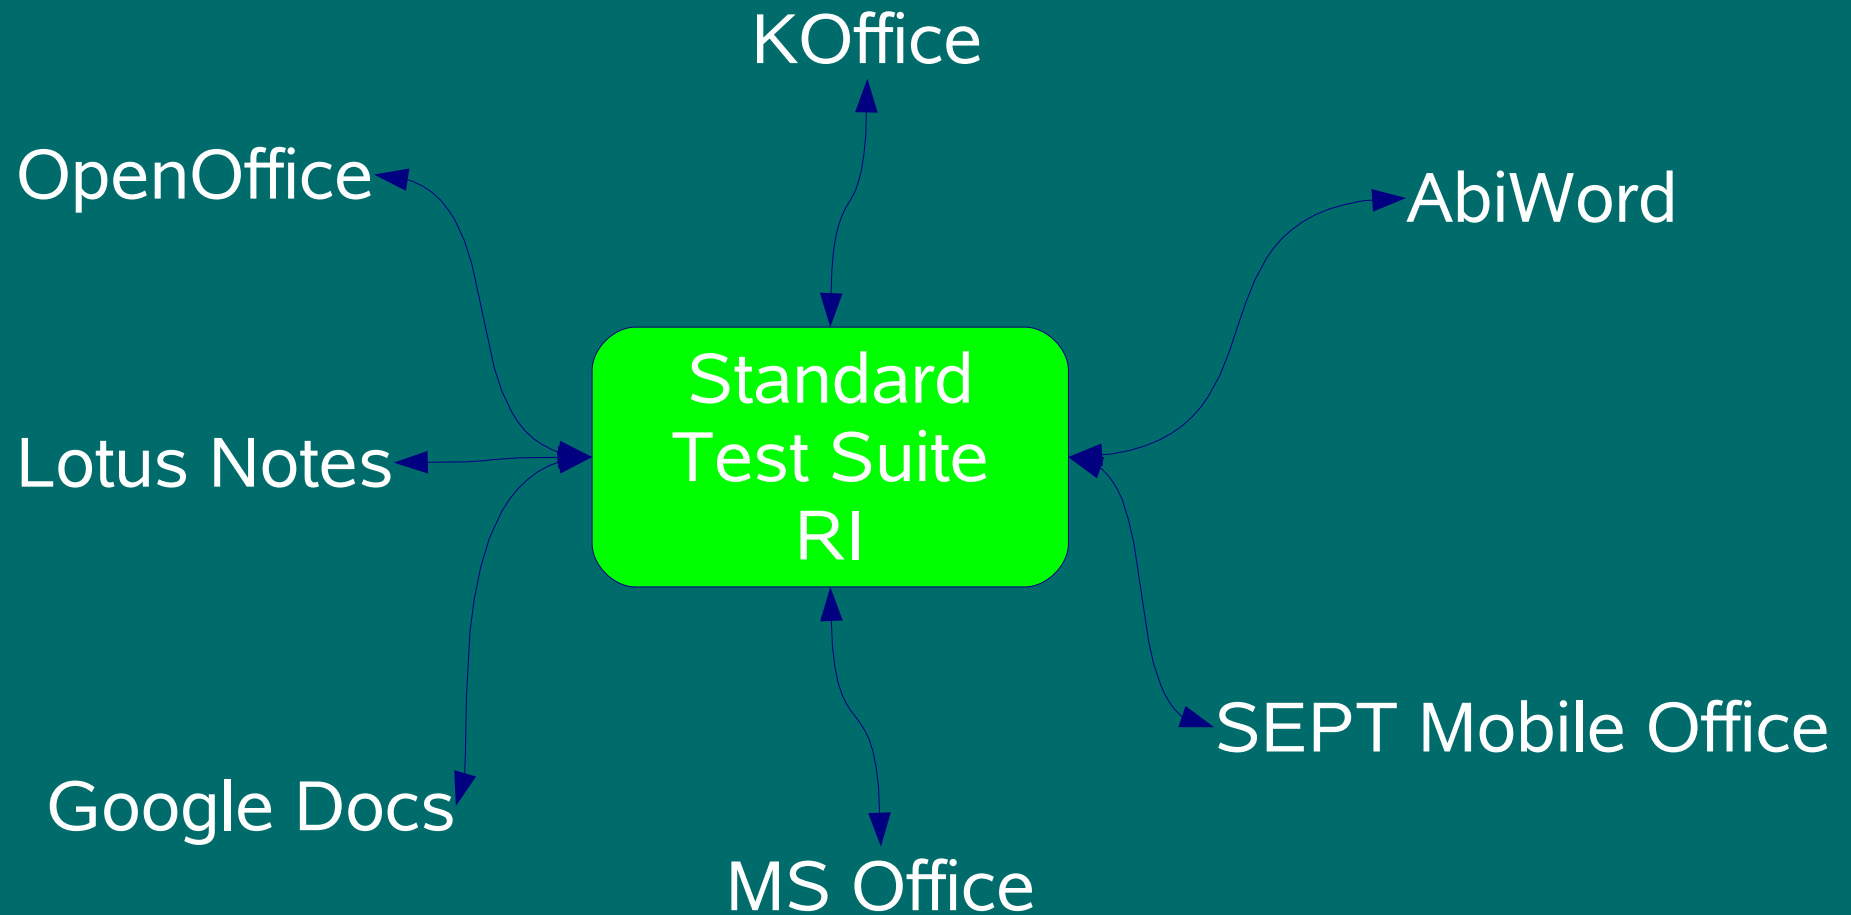 KOffice
OpenOffice
AbiWord
Standard
Test Suite
RI
Lotus Notes
SEPT Mobile Office
Google Docs
MS Office